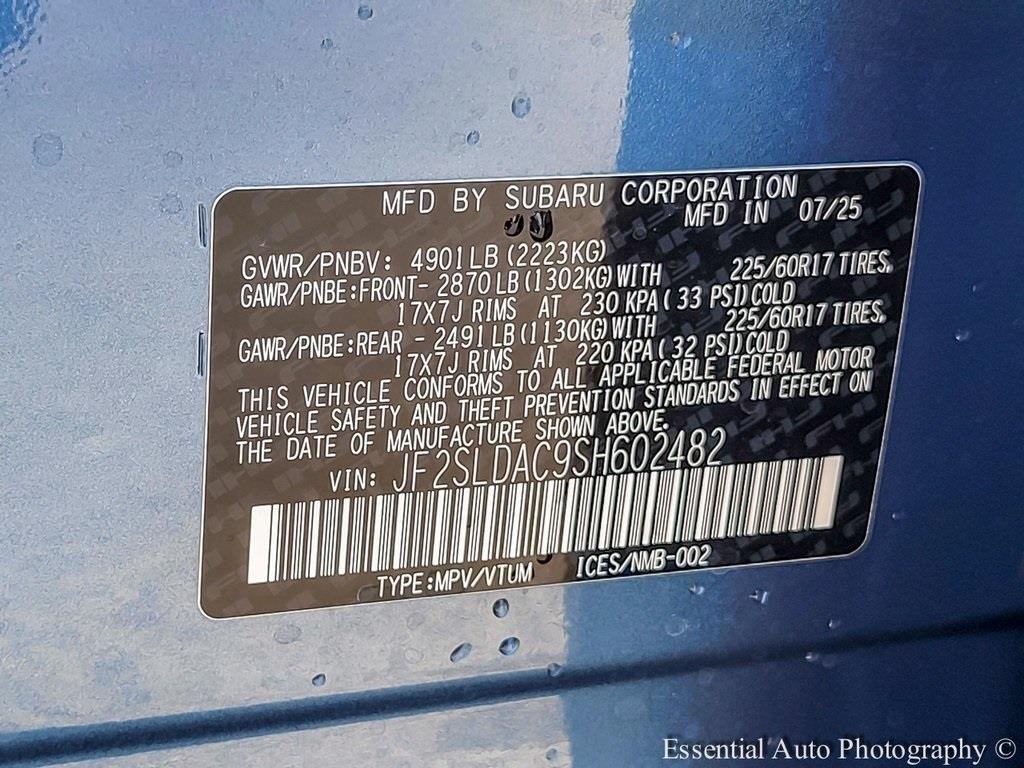 MFD BY SUBARU CORPORATION
MFD IN 07/25
GVWR/PNBV: 4901LB (2223KG)
GAWR/PNBE:FRONT- 2870 LB (1302KG) WITH 225/60R17 TIRES,
17X7J RIMS AT 230 KPA ( 33 PSI) COLD
GAWR/PNBE:REAR - 2491 LB (1130KG) WITH 225/60R17 TIRES,
17X7J RIMS AT 220 KPA ( 32 PSI) COLD
THIS VEHICLE CONFORMS TO ALL APPLICABLE FEDERAL MOTOR
VEHICLE SAFETY AND THEFT PREVENTION STANDARDS IN EFFECT ON
THE DATE OF MANUFACTURE SHOWN ABOVE.
VIN: JF2SLDAC9SH602482
TYPE:MPV/VTUM ICES/NMB-002
Essential Auto Photography ©